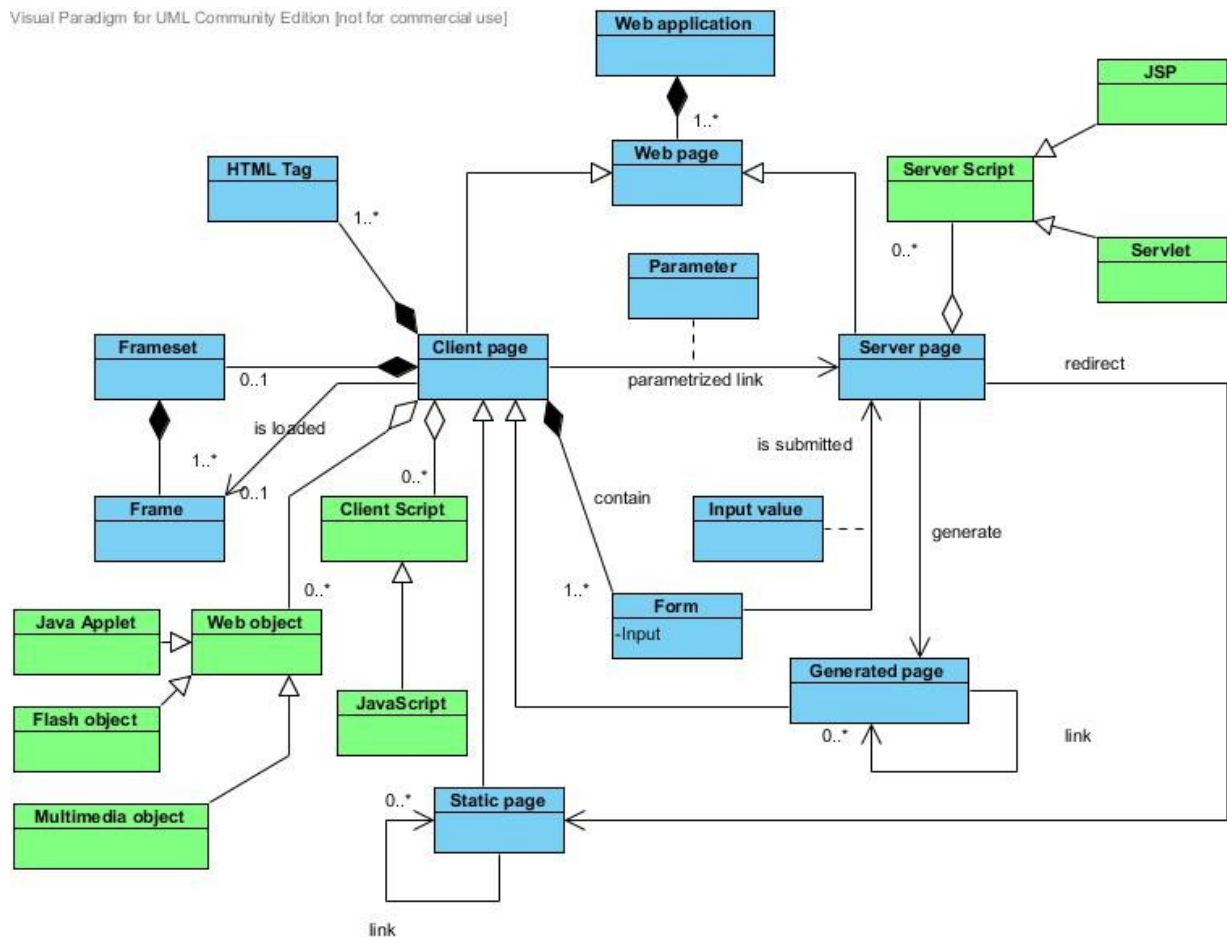 Visual Paradigm for UML Community Edition [not for commercial use]
Web application
1..*
Web page
JSP
Server Script
Servlet
0..*
HTML Tag
1..*
Parameter
Frameset
0..1
Client page
parametrized link
Server page
redirect
is loaded
1..*
0..1
Frame
0..*
Client Script
contain
is submitted
Input value
generate
0..*
1..*
Form
-Input
Java Applet
Web object
Flash object
JavaScript
Generated page
0..*
link
Multimedia object
0..*
Static page
link